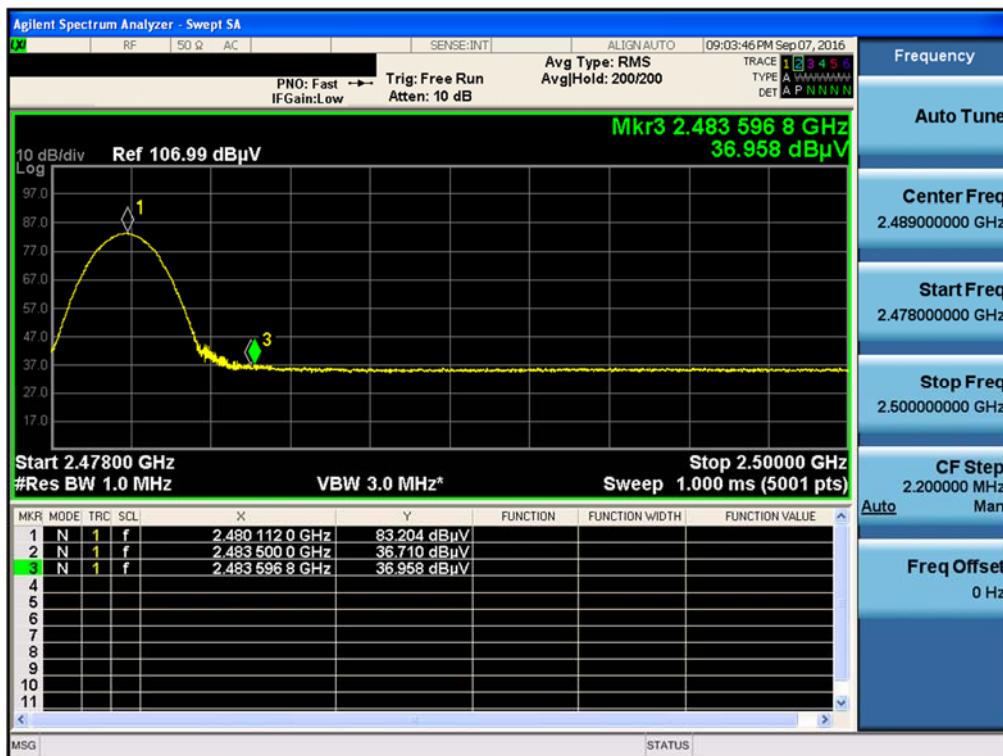 Agilent Spectrum Analyzer - Swept SA
LXI RF 50 Ω AC SENSE:INT ALIGN AUTO 09:03:46 PM Sep 07, 2016
PNO: Fast
IFGain:Low
Trig: Free Run
Atten: 10 dB
Avg Type: RMS
Avg|Hold: 200/200
TRACE 1 2 3 4 5 6
TYPE A WWWWW
DET A P N N N N
Mkr3 2.483 596 8 GHz
36.958 dBµV
10 dB/div Ref 106.99 dBµV
Log
97.0
87.0
77.0
67.0
57.0
47.0
37.0
27.0
17.0
1
3
Start 2.47800 GHz Stop 2.50000 GHz
#Res BW 1.0 MHz VBW 3.0 MHz* Sweep 1.000 ms (5001 pts)
MKR MODE TRC SCL X Y FUNCTION FUNCTION WIDTH FUNCTION VALUE
1 N 1 f 2.480 112 0 GHz 83.204 dBµV
2 N 1 f 2.483 500 0 GHz 36.710 dBµV
3 N 1 f 2.483 596 8 GHz 36.958 dBµV
4
5
6
7
8
9
10
11
MSG STATUS
Frequency
Auto Tune
Center Freq
2.489000000 GHz
Start Freq
2.478000000 GHz
Stop Freq
2.500000000 GHz
CF Step
2.200000 MHz
Auto Man
Freq Offset
0 Hz